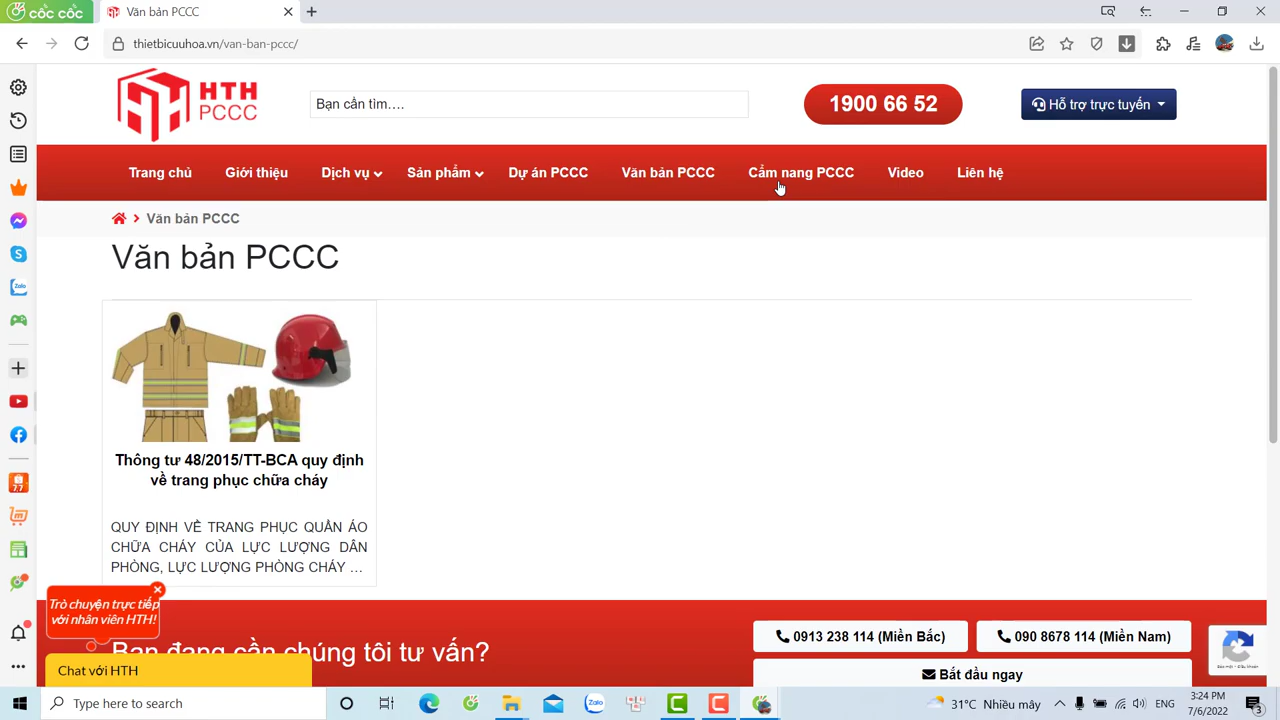 cốc cốc
Văn bản PCCC
thietbicuuhoa.vn/van-ban-pccc/
HTH
PCCC
Bạn cần tìm....
1900 66 52
Hỗ trợ trực tuyến
Trang chủ
Giới thiệu
Dịch vụ
Sản phẩm
Dự án PCCC
Văn bản PCCC
Cẩm nang PCCC
Video
Liên hệ
Văn bản PCCC
Văn bản PCCC
Zalo
Thông tư 48/2015/TT-BCA quy định
về trang phục chữa cháy
QUY ĐỊNH VỀ TRANG PHỤC QUẦN ÁO
CHỮA CHÁY CỦA LỰC LƯỢNG DÂN
PHÒNG, LỰC LƯỢNG PHÒNG CHÁY ...
7.7
Trò chuyện trực tiếp
với nhân viên HTH!
Bạn đang cần chúng tôi tư vấn?
Chat với HTH
0913 238 114 (Miền Bắc)
090 8678 114 (Miền Nam)
Bắt đầu ngay
Type here to search
Zalo
31°C Nhiều mây
ENG
3:24 PM
7/6/2022
3